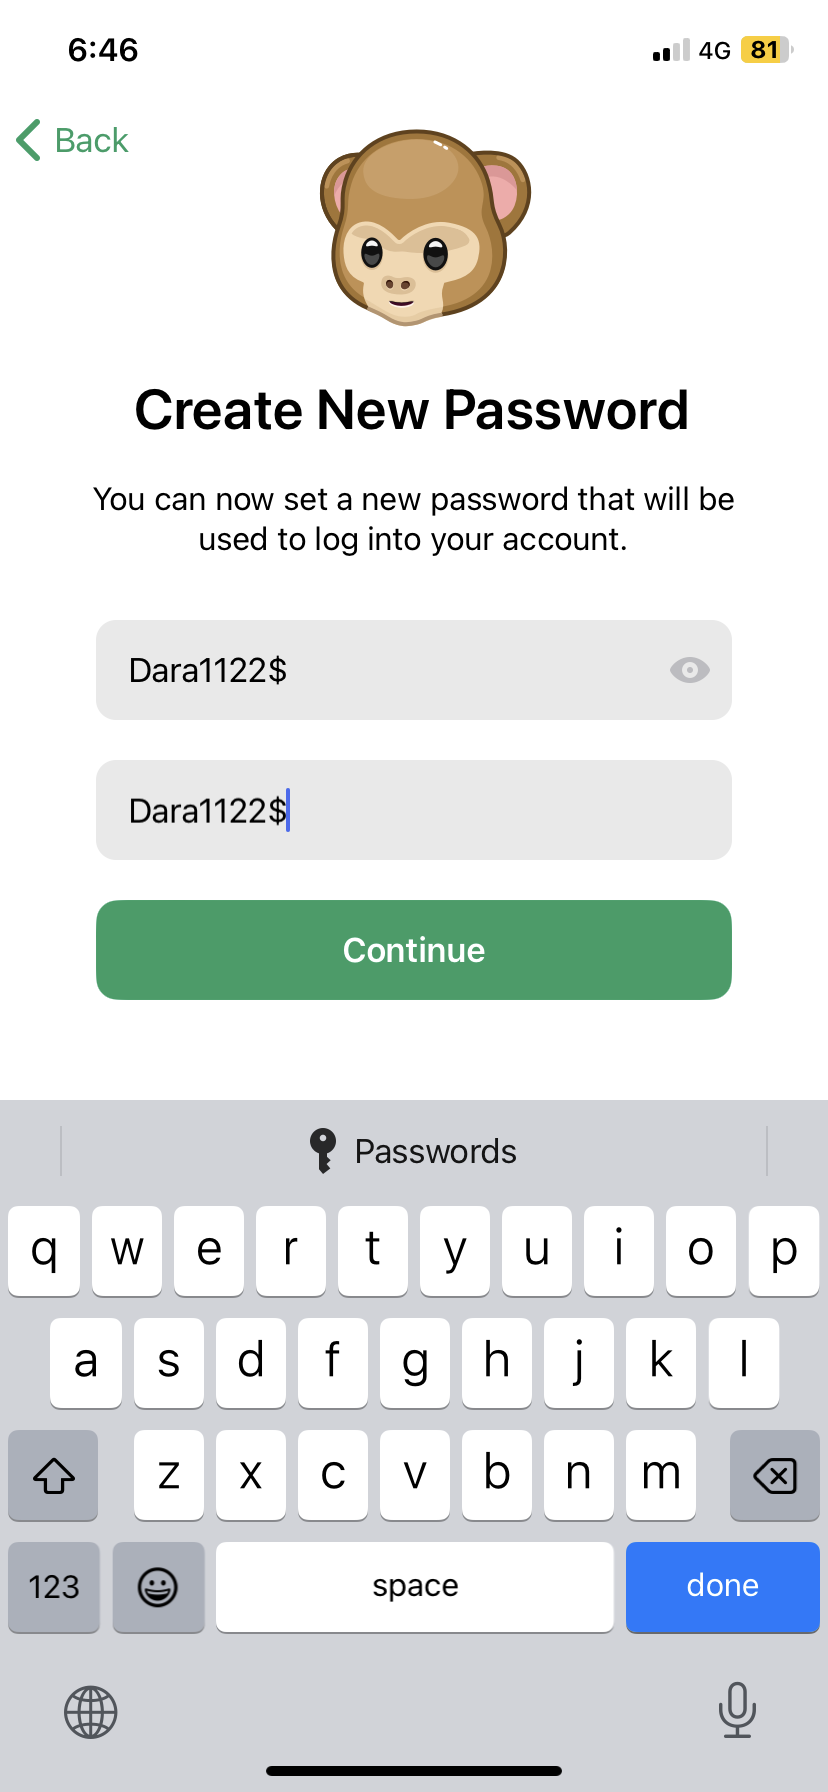 6:46
4G 81
Back
Create New Password
You can now set a new password that will be
used to log into your account.
Dara1122$
Dara1122$
Continue
Passwords
q w e r t y u i o p
a s d f g h j k l
z x c v b n m
123 space done